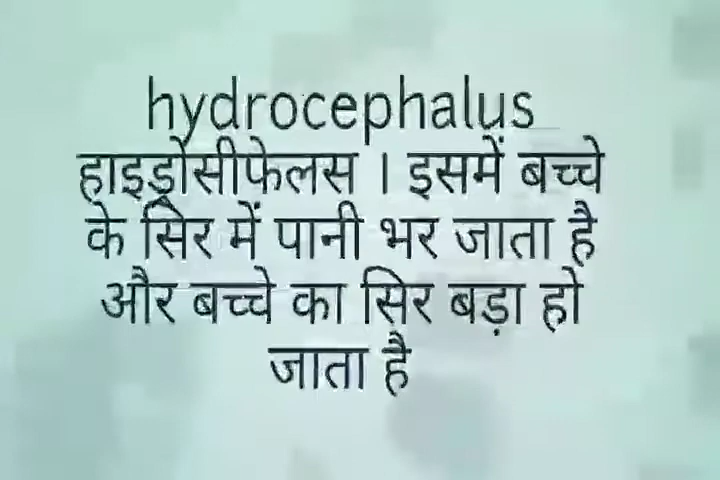 hydrocephalus
हाइड्रोसीफेलस । इसमें बच्चे
के सिर में पानी भर जाता है
और बच्चे का सिर बड़ा हो
जाता है